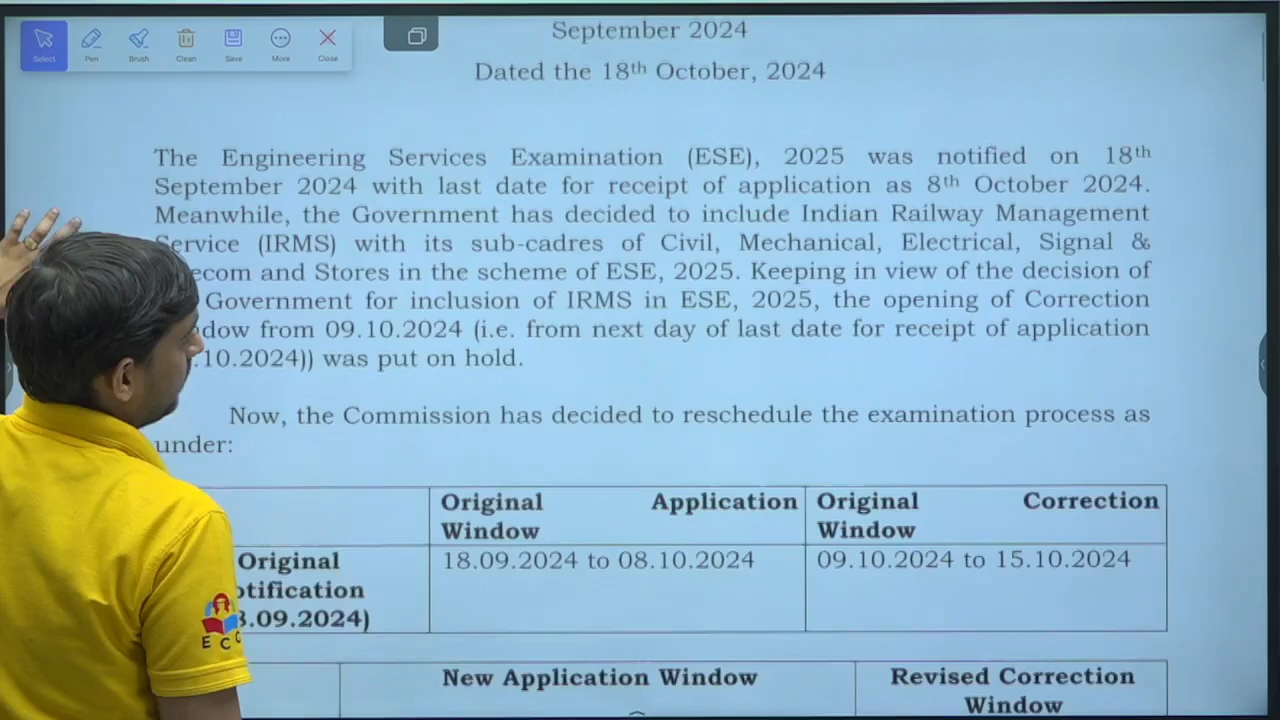 Select Pen Brush Clean Save More Close
September 2024
Dated the 18th October, 2024
The Engineering Services Examination (ESE), 2025 was notified on 18th
September 2024 with last date for receipt of application as 8th October 2024.
Meanwhile, the Government has decided to include Indian Railway Management
Service (IRMS) with its sub-cadres of Civil, Mechanical, Electrical, Signal &
ecom and Stores in the scheme of ESE, 2025. Keeping in view of the decision of
Government for inclusion of IRMS in ESE, 2025, the opening of Correction
dow from 09.10.2024 (i.e. from next day of last date for receipt of application
.10.2024)) was put on hold.
Now, the Commission has decided to reschedule the examination process as
under:
Original Application Original Correction
Window Window
Original 18.09.2024 to 08.10.2024 09.10.2024 to 15.10.2024
otification
8.09.2024)
E C
New Application Window Revised Correction
Window